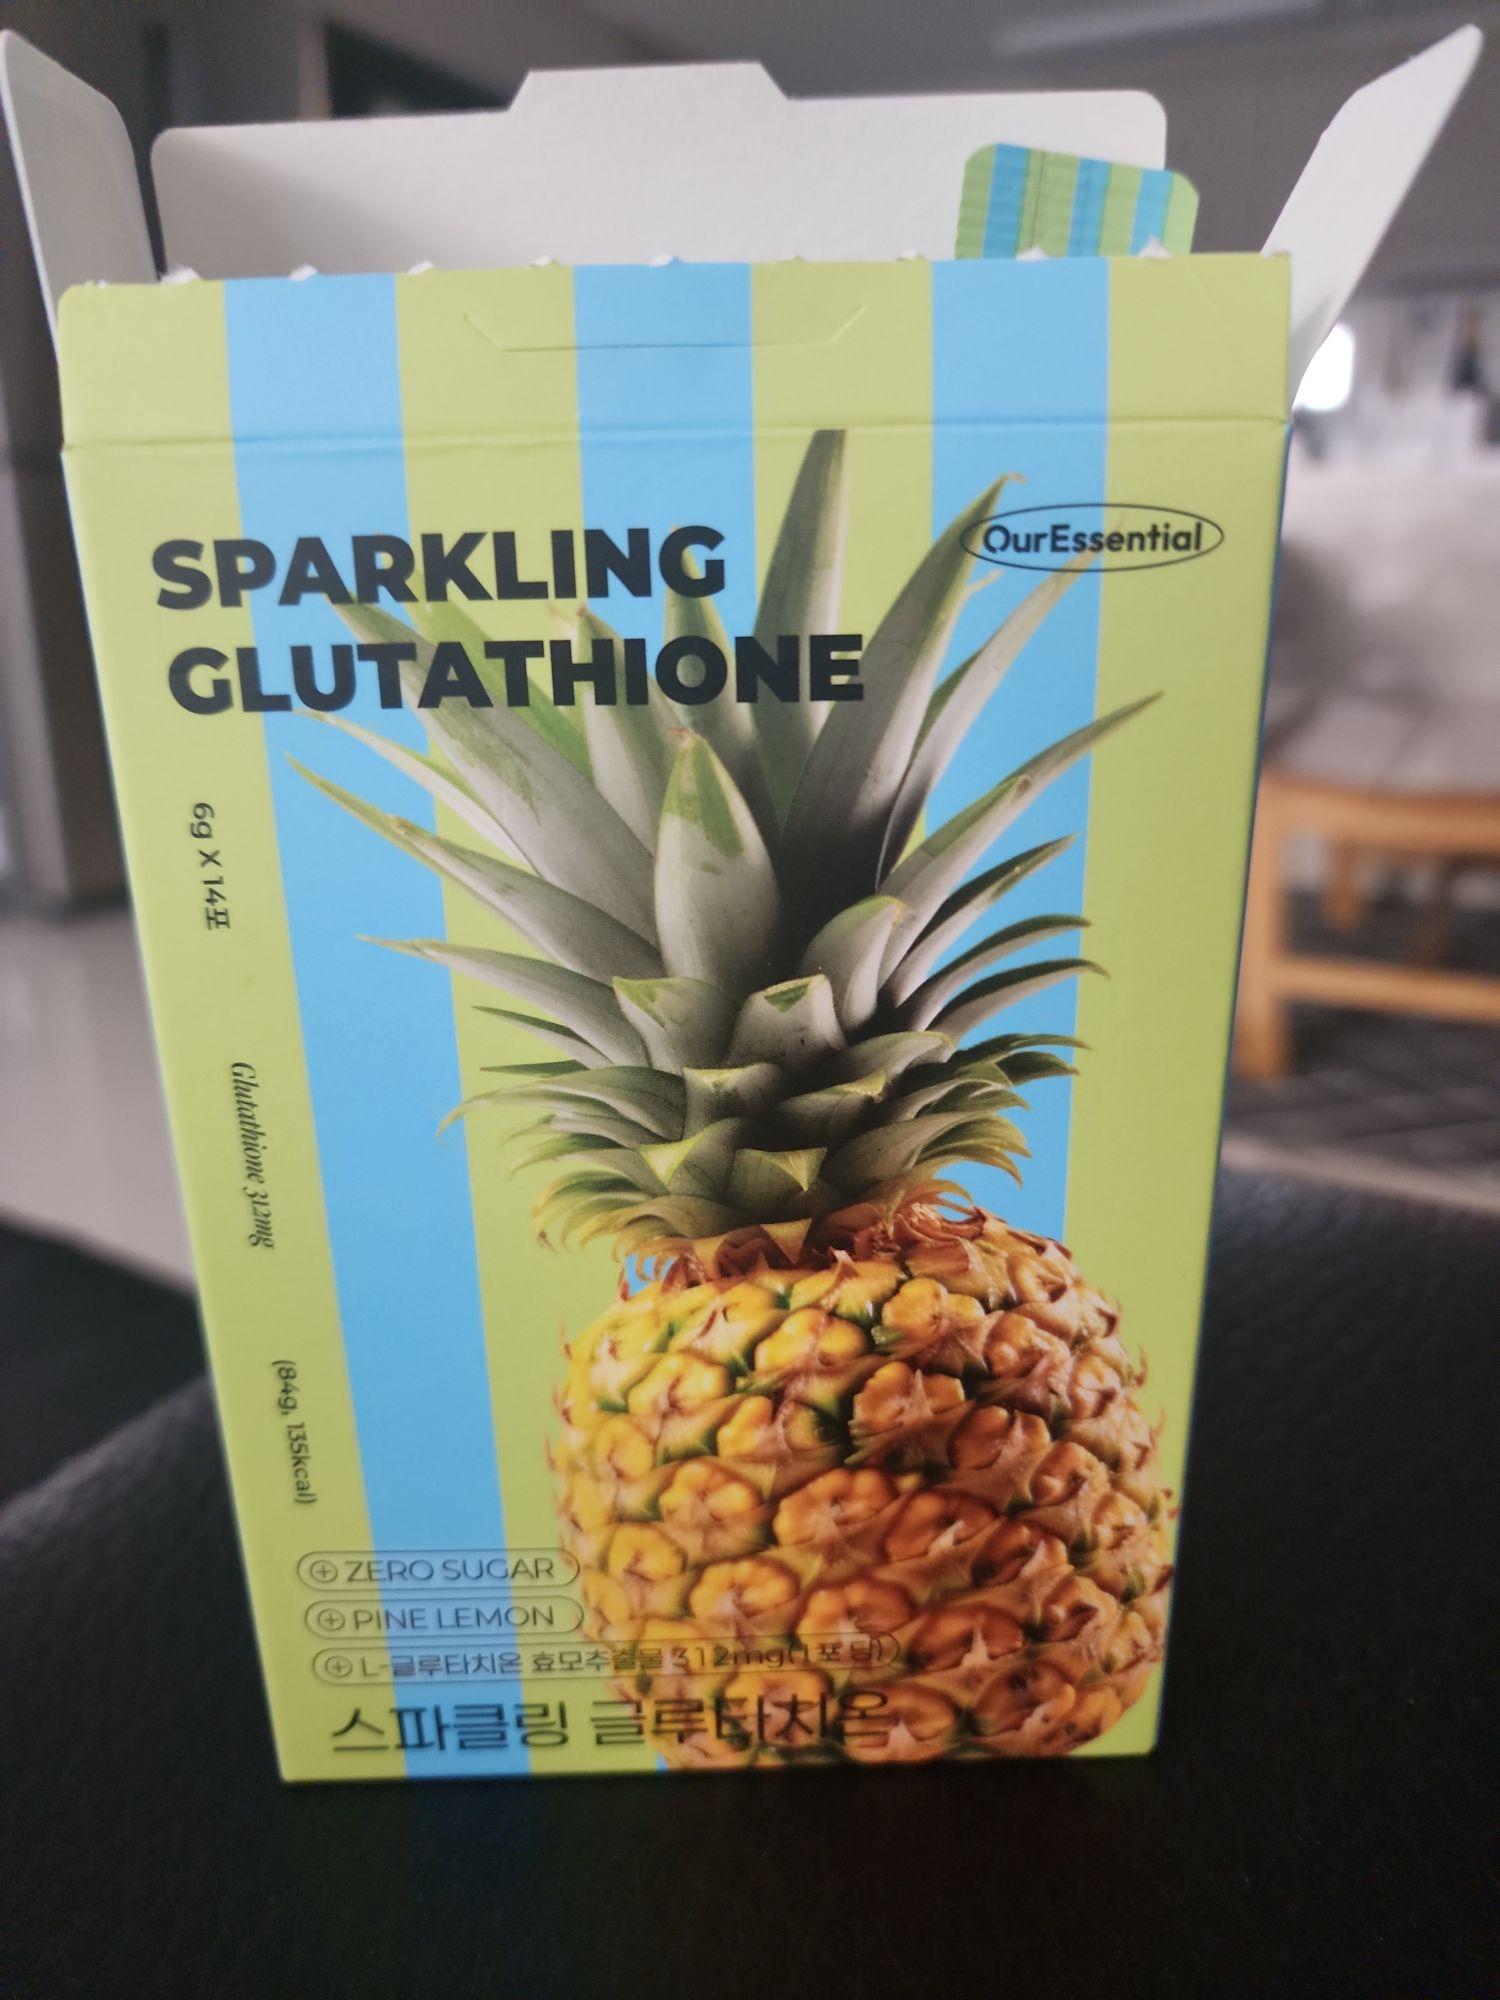 SPARKLING
GLUTATHIONE
OurEssential
6g X 14포
Glutathione 312mg
(84g, 135kcal)
ZERO SUGAR
PINE LEMON
L-글루타치온 효모추출물 312mg(1포 당)
스파클링 글루타치온